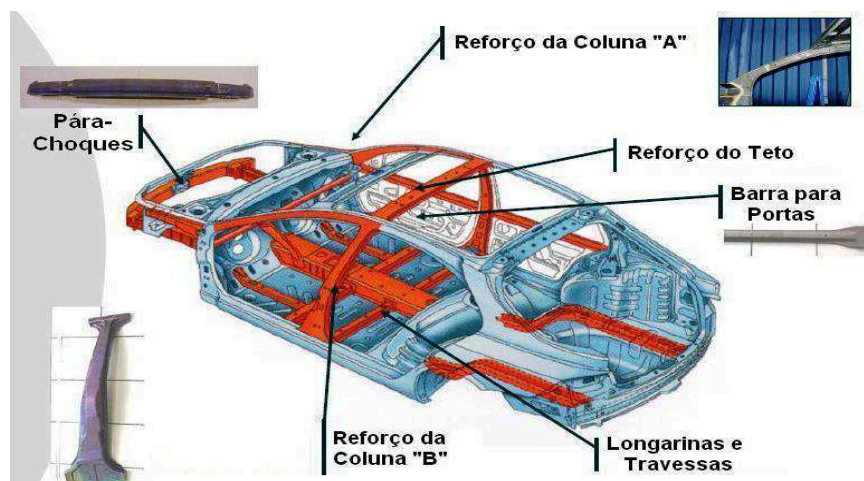 Reforço da Coluna "A"
Pára-
Choques
Reforço do Teto
Barra para
Portas
Reforço da
Coluna "B"
Longarinas e
Travessas